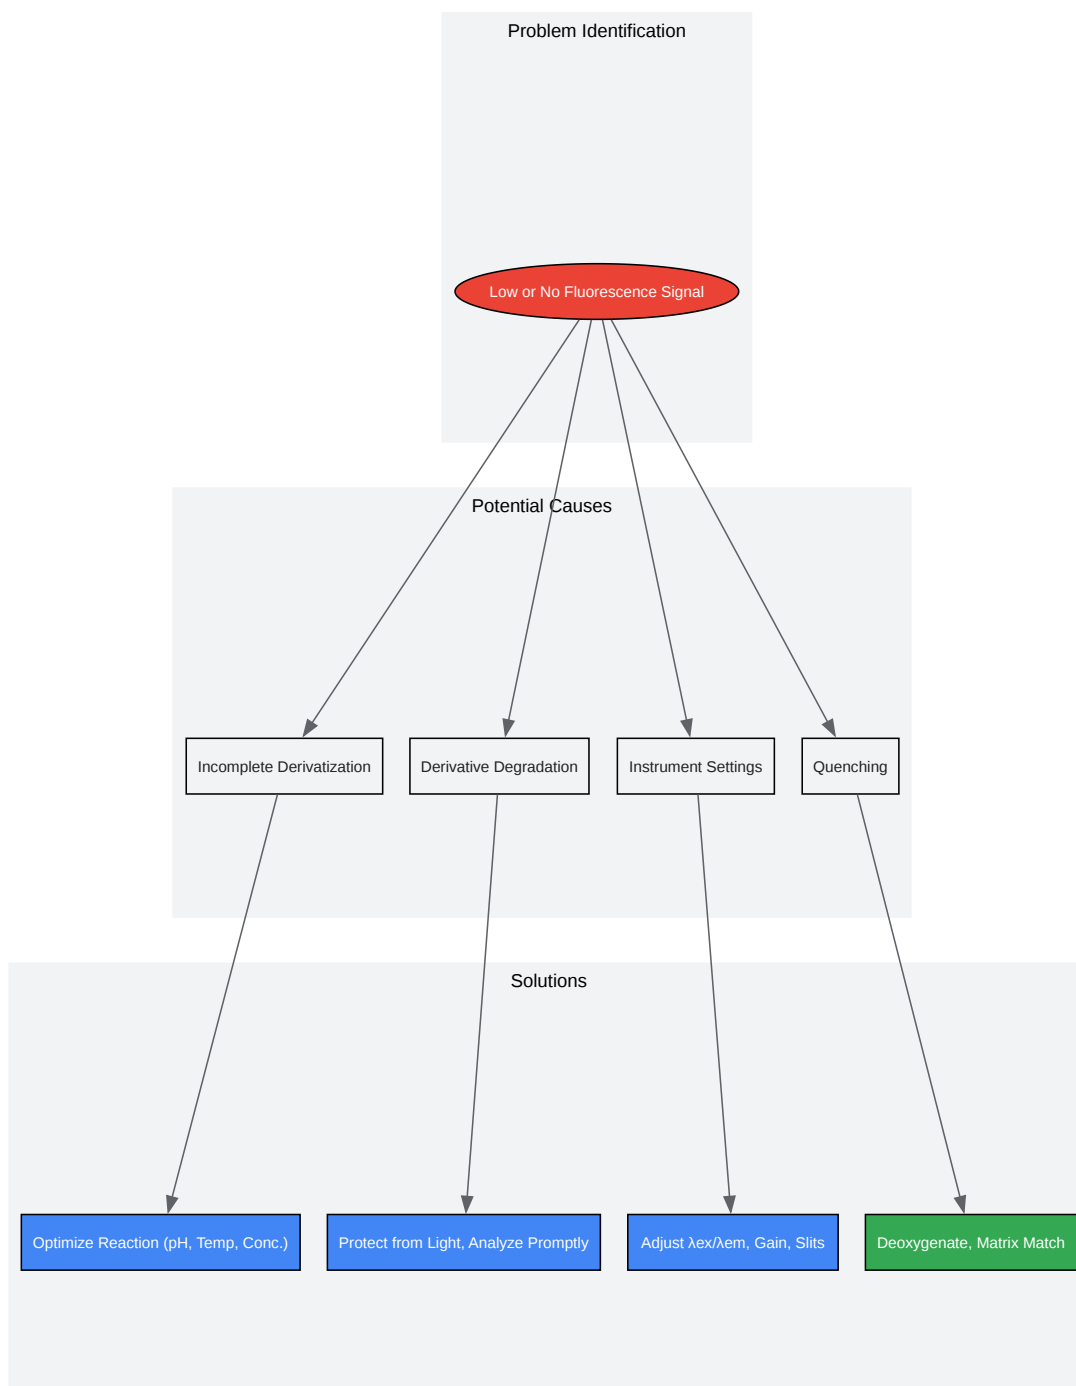 Problem Identification
Low or No Fluorescence Signal
Potential Causes
Incomplete Derivatization
Derivative Degradation
Instrument Settings
Quenching
Solutions
Optimize Reaction (pH, Temp, Conc.)
Protect from Light, Analyze Promptly
Adjust λex/λem, Gain, Slits
Deoxygenate, Matrix Match